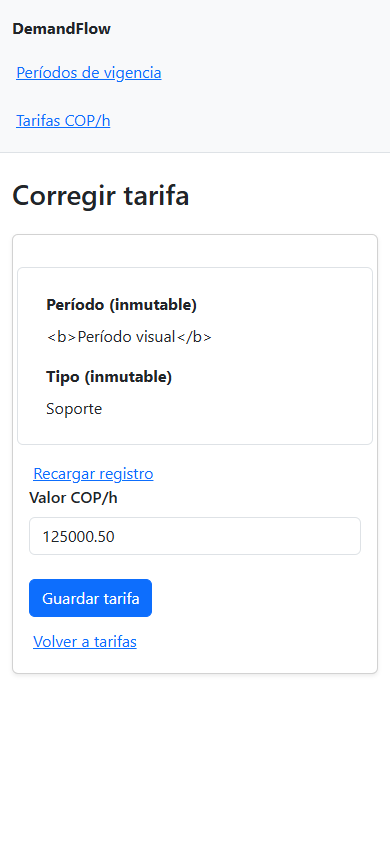 DemandFlow
Períodos de vigencia
Tarifas COP/h
Corregir tarifa
Período (inmutable)
<b>Período visual</b>
Tipo (inmutable)
Soporte
Recargar registro
Valor COP/h
125000.50
Guardar tarifa
Volver a tarifas